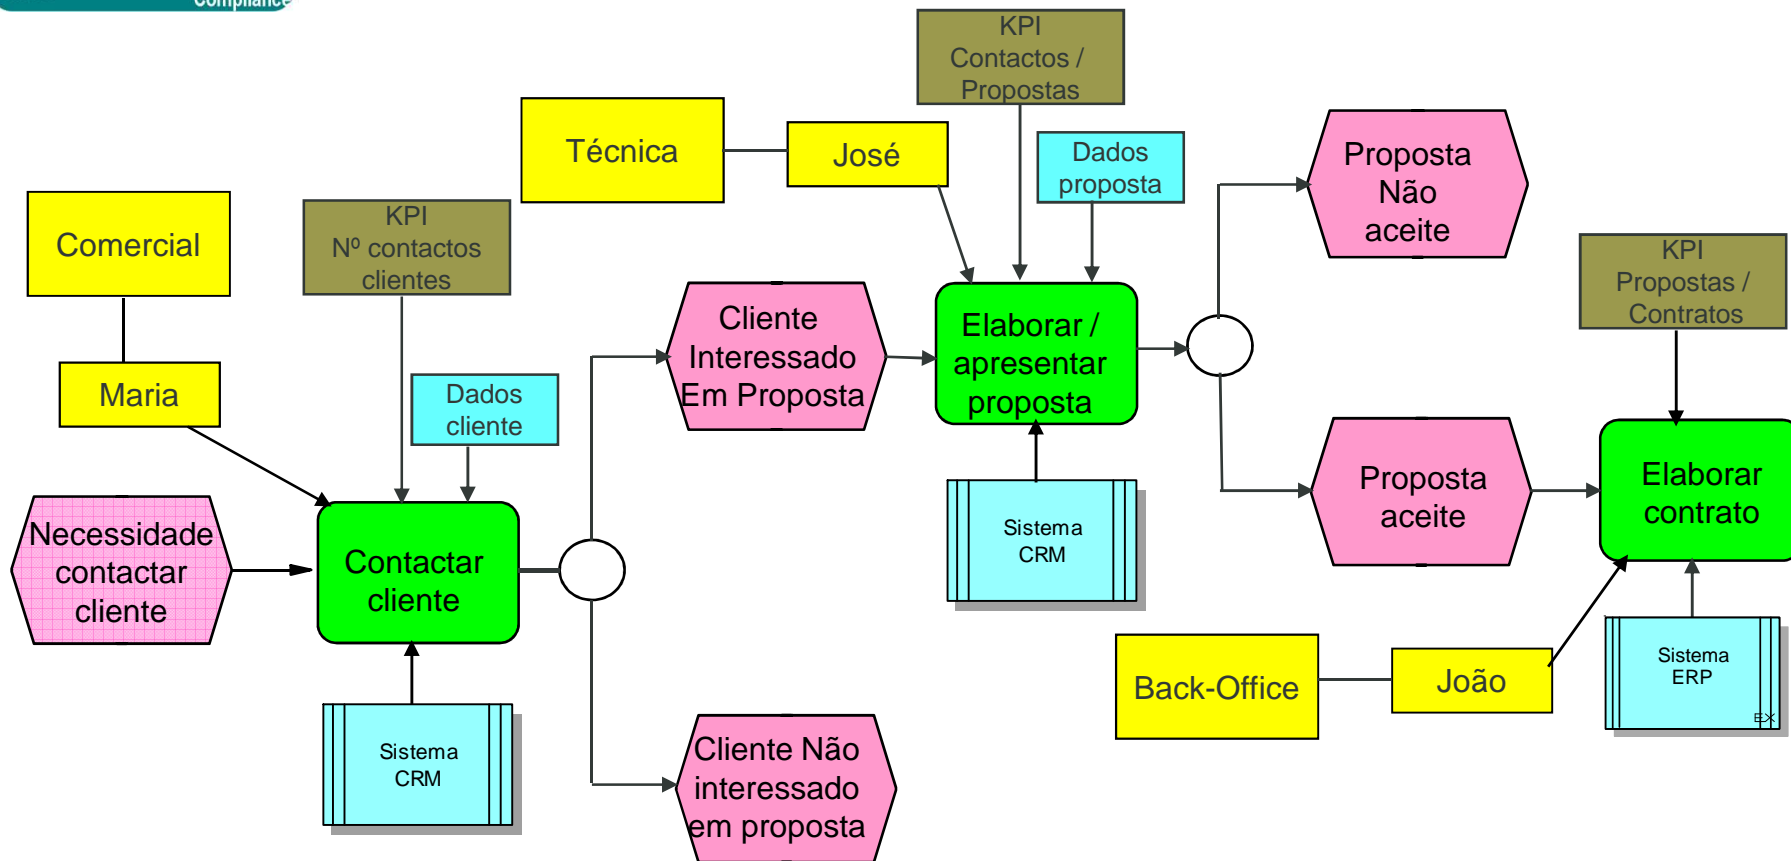 Compliance
KPI
Contactos /
Propostas
Técnica
José
Dados
proposta
Proposta
Não
aceite
Comercial
KPI
Nº contactos
clientes
KPI
Propostas /
Contratos
Maria
Dados
cliente
Cliente
Interessado
Em Proposta
Elaborar /
apresentar
proposta
Necessidade
contactar
cliente
Contactar
cliente
Sistema
CRM
Proposta
aceite
Elaborar
contrato
Sistema
CRM
Cliente Não
interessado
em proposta
Back-Office
João
Sistema
ERP
EX